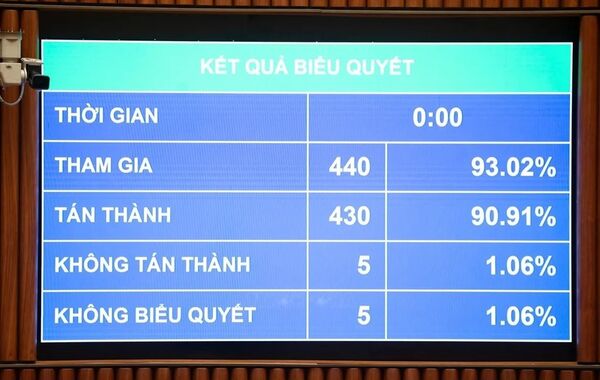 KẾT QUẢ BIỂU QUYẾT
THỜI GIAN 0:00
THAM GIA 440 93.02%
TÁN THÀNH 430 90.91%
KHÔNG TÁN THÀNH 5 1.06%
KHÔNG BIỂU QUYẾT 5 1.06%